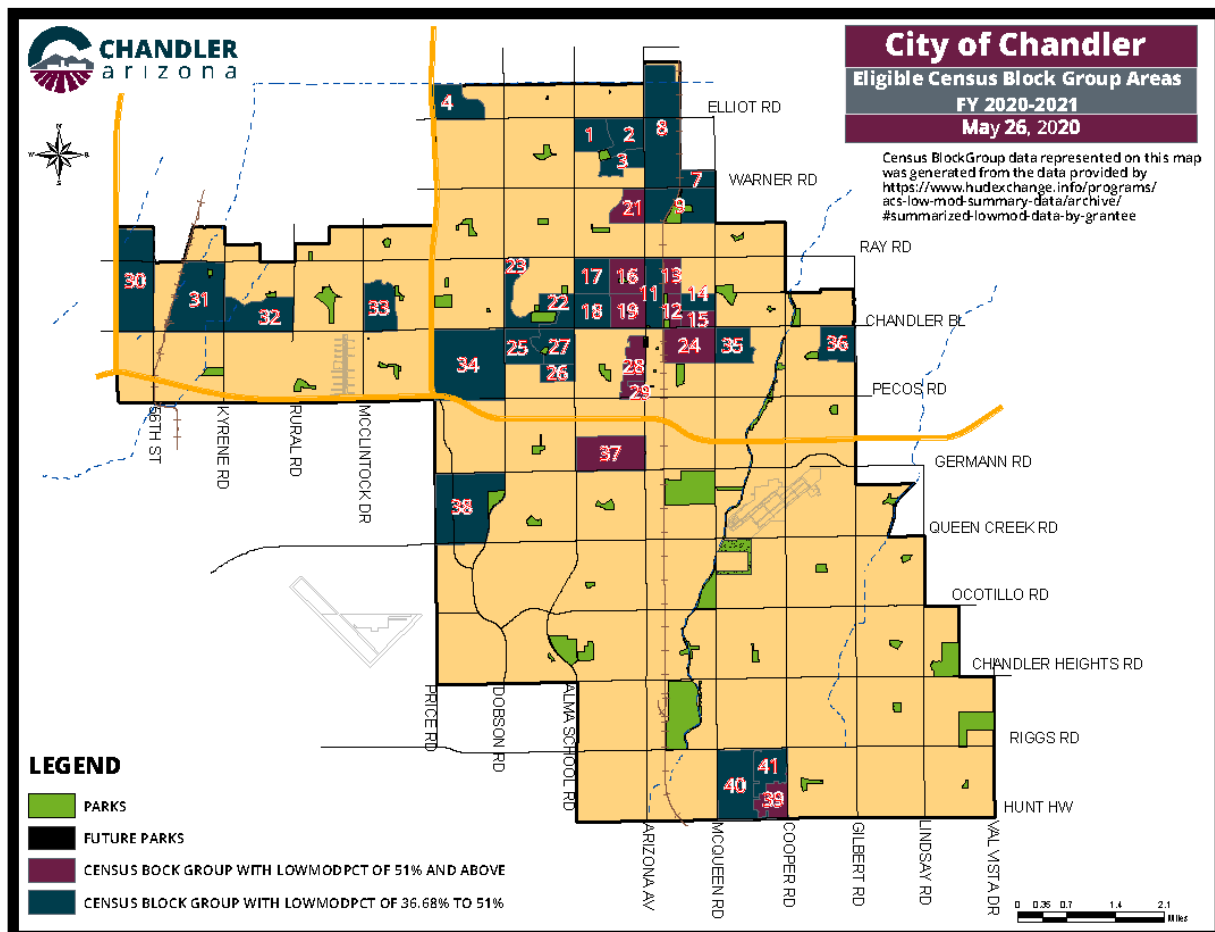 CHANDLER
arizona
City of Chandler
Eligible Census Block Group Areas
FY 2020-2021
May 26, 2020
Census BlockGroup data represented on this map
was generated from the data provided by
https://www.hudexchange.info/programs/
acs-low-mod-summary-data/archive/
#summarized-lowmod-data-by-grantee
N
W
E
S
4
ELLIOT RD
1
2
8
3
7
WARNER RD
21
9
RAY RD
30
31
32
33
23
17
16
11
13
22
14
18
19
12
15
CHANDLER BL
34
25
27
26
28
24
35
36
29
PECOS RD
56TH ST
KYRENE RD
RURAL RD
MCCLINTOCK DR
37
GERMANN RD
38
QUEEN CREEK RD
OCOTILLO RD
CHANDLER HEIGHTS RD
PRICE RD
DOBSON RD
ALMA SCHOOL RD
RIGGS RD
40
41
39
HUNT HW
ARIZONA AV
MCQUEEN RD
COOPER RD
GILBERT RD
LINDSAY RD
VAL VISTA DR
LEGEND
PARKS
FUTURE PARKS
CENSUS BOCK GROUP WITH LOWMODPCT OF 51% AND ABOVE
CENSUS BLOCK GROUP WITH LOWMODPCT OF 36.68% TO 51%
0 0.35 0.7 1.4 2.1
Miles